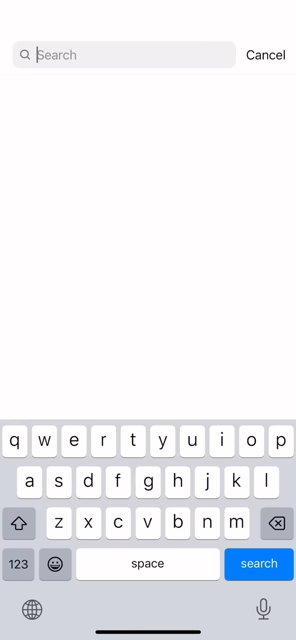 Search
Cancel
q w e r t y u i o p
a s d f g h j k l
z x c v b n m
123 space search